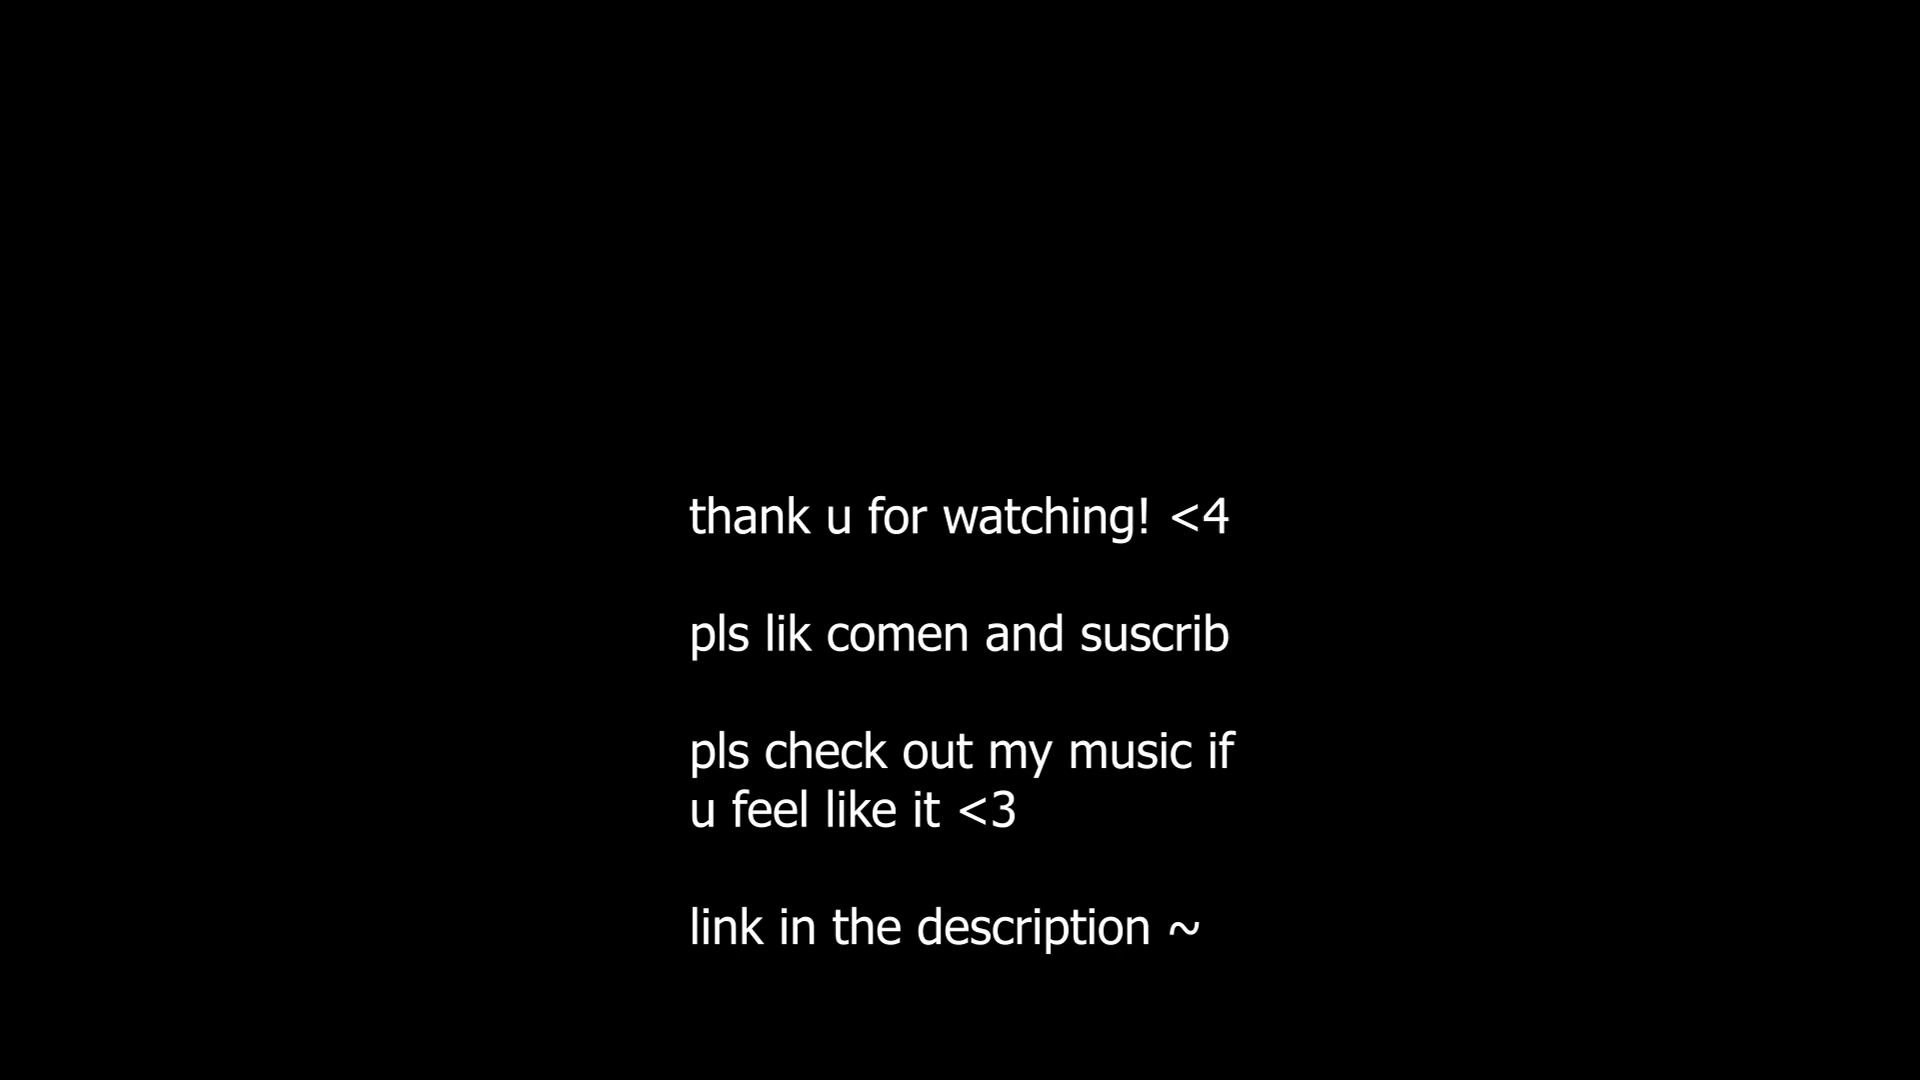 thank u for watching! <4
pls lik comen and suscrib
pls check out my music if
u feel like it <3
link in the description ~